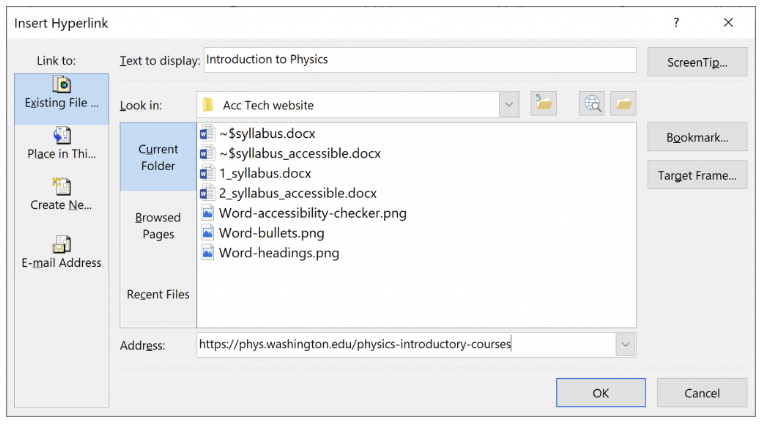 Insert Hyperlink
?
Link to:
Text to display: Introduction to Physics
ScreenTip...
Existing File ...
Look in: Acc Tech website
Place in Thi...
Create Ne...
E-mail Address
Current
Folder
Browsed
Pages
Recent Files
~$syllabus.docx
~$syllabus_accessible.docx
1_syllabus.docx
2_syllabus_accessible.docx
Word-accessibility-checker.png
Word-bullets.png
Word-headings.png
Bookmark...
Target Frame...
Address: https://phys.washington.edu/physics-introductory-courses
OK
Cancel